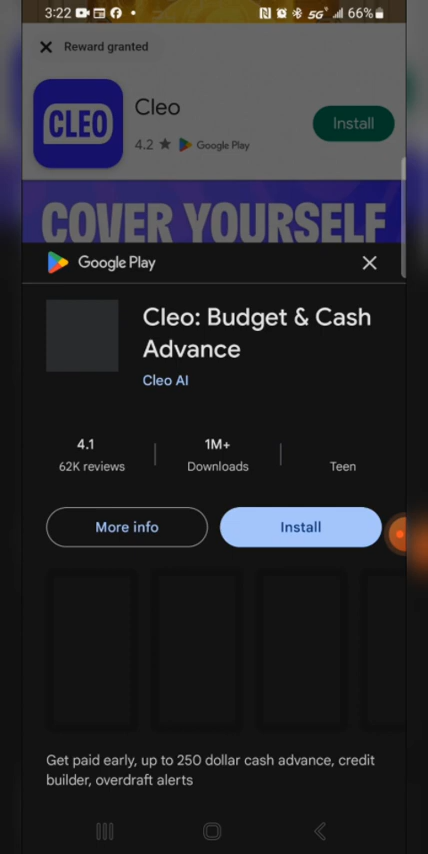 3:22 5G 66%
Reward granted
CLEO
Cleo
4.2 ★ Google Play
Install
COVER YOURSELF
Google Play
Cleo: Budget & Cash
Advance
Cleo AI
4.1
62K reviews
1M+
Downloads
Teen
More info
Install
Get paid early, up to 250 dollar cash advance, credit
builder, overdraft alerts